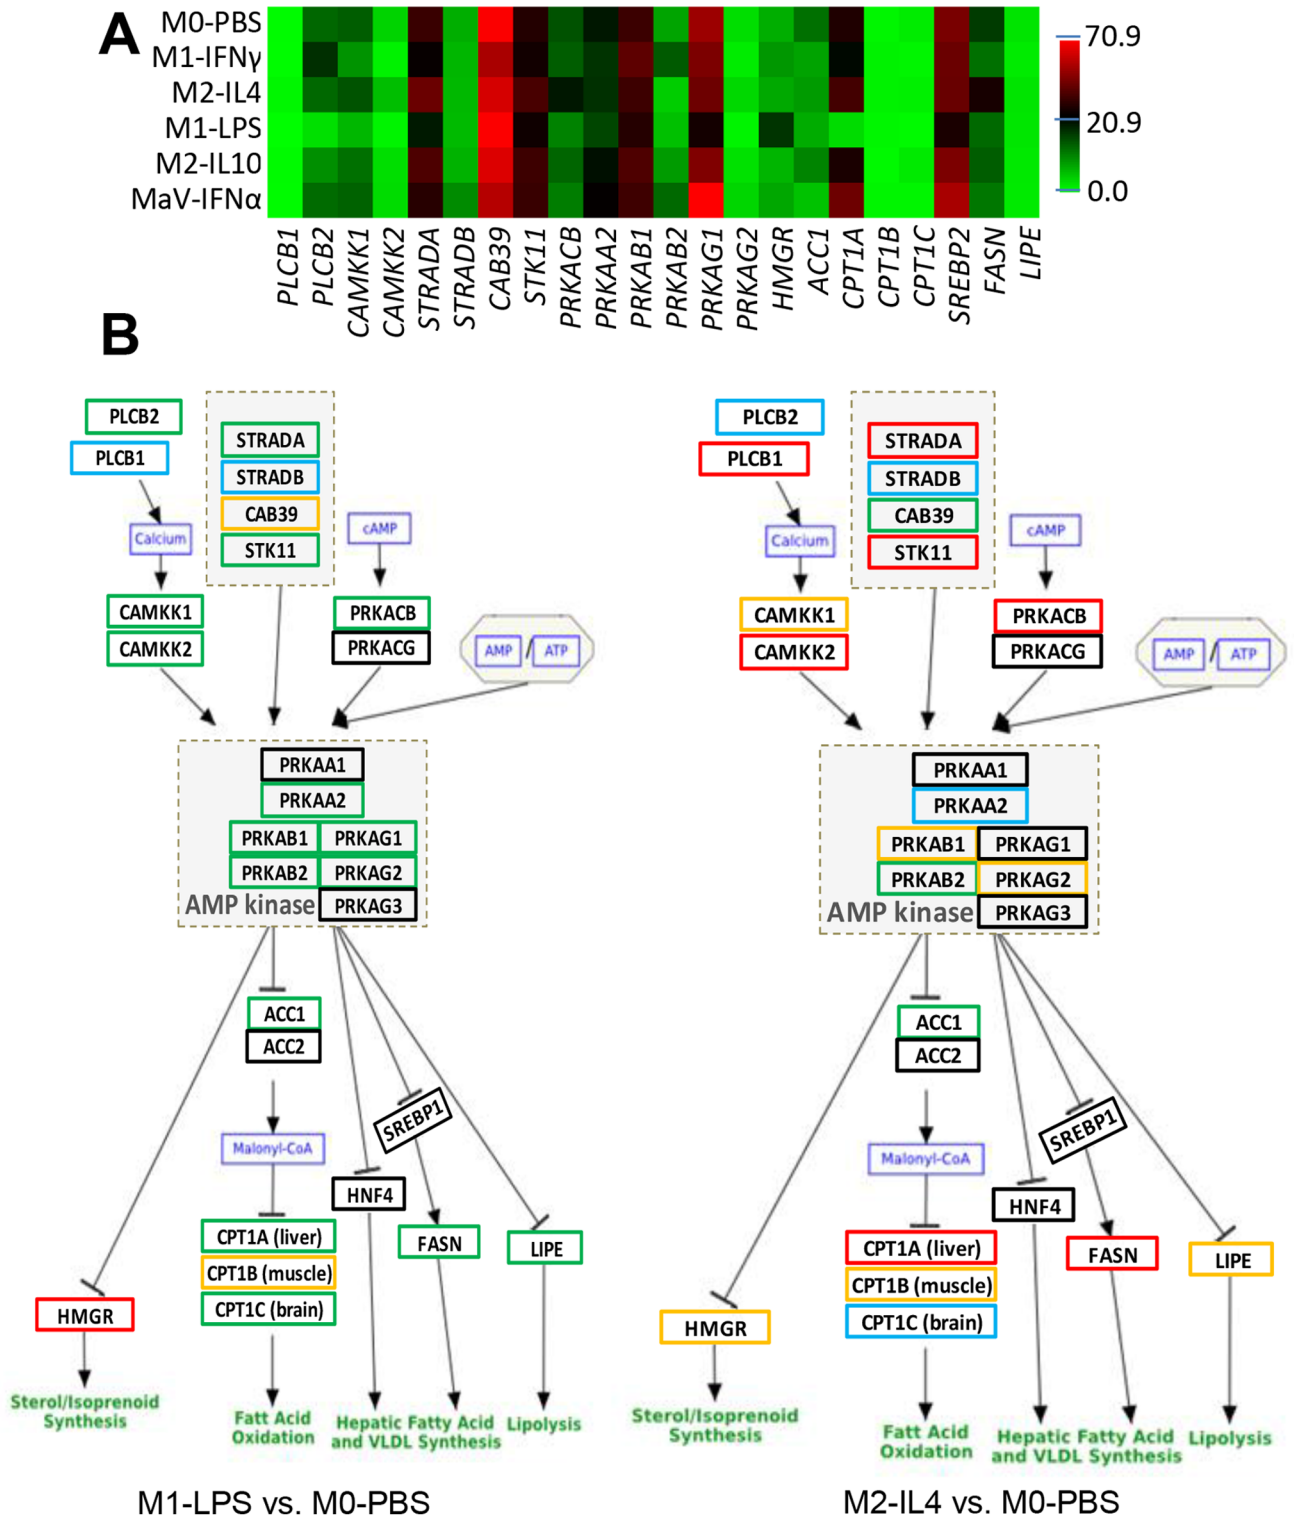 A
M0-PBS
M1-IFNγ
M2-IL4
M1-LPS
M2-IL10
MaV-IFNα
70.9
20.9
0.0
PLCB1
PLCB2
CAMKK1
CAMKK2
STRADA
STRADB
CAB39
STK11
PRKACB
PRKAA2
PRKAB1
PRKAB2
PRKAG1
PRKAG2
HMGR
ACC1
CPT1A
CPT1B
CPT1C
SREBP2
FASN
LIPE
B
PLCB2
PLCB1
STRADA
STRADB
CAB39
STK11
Calcium
cAMP
CAMKK1
CAMKK2
PRKACB
PRKACG
AMP / ATP
PRKAA1
PRKAA2
PRKAB1 PRKAG1
PRKAB2 PRKAG2
AMP kinase PRKAG3
ACC1
ACC2
SREBP1
Malonyl-CoA
HNF4
CPT1A (liver)
CPT1B (muscle)
CPT1C (brain)
FASN
LIPE
HMGR
Sterol/Isoprenoid
Synthesis
Fatt Acid
Oxidation
Hepatic Fatty Acid
and VLDL Synthesis
Lipolysis
M1-LPS vs. M0-PBS
PLCB2
PLCB1
STRADA
STRADB
CAB39
STK11
Calcium
cAMP
CAMKK1
CAMKK2
PRKACB
PRKACG
AMP / ATP
PRKAA1
PRKAA2
PRKAB1 PRKAG1
PRKAB2 PRKAG2
AMP kinase PRKAG3
ACC1
ACC2
SREBP1
Malonyl-CoA
HNF4
CPT1A (liver)
CPT1B (muscle)
CPT1C (brain)
FASN
LIPE
HMGR
Sterol/Isoprenoid
Synthesis
Fatt Acid
Oxidation
Hepatic Fatty Acid
and VLDL Synthesis
Lipolysis
M2-IL4 vs. M0-PBS